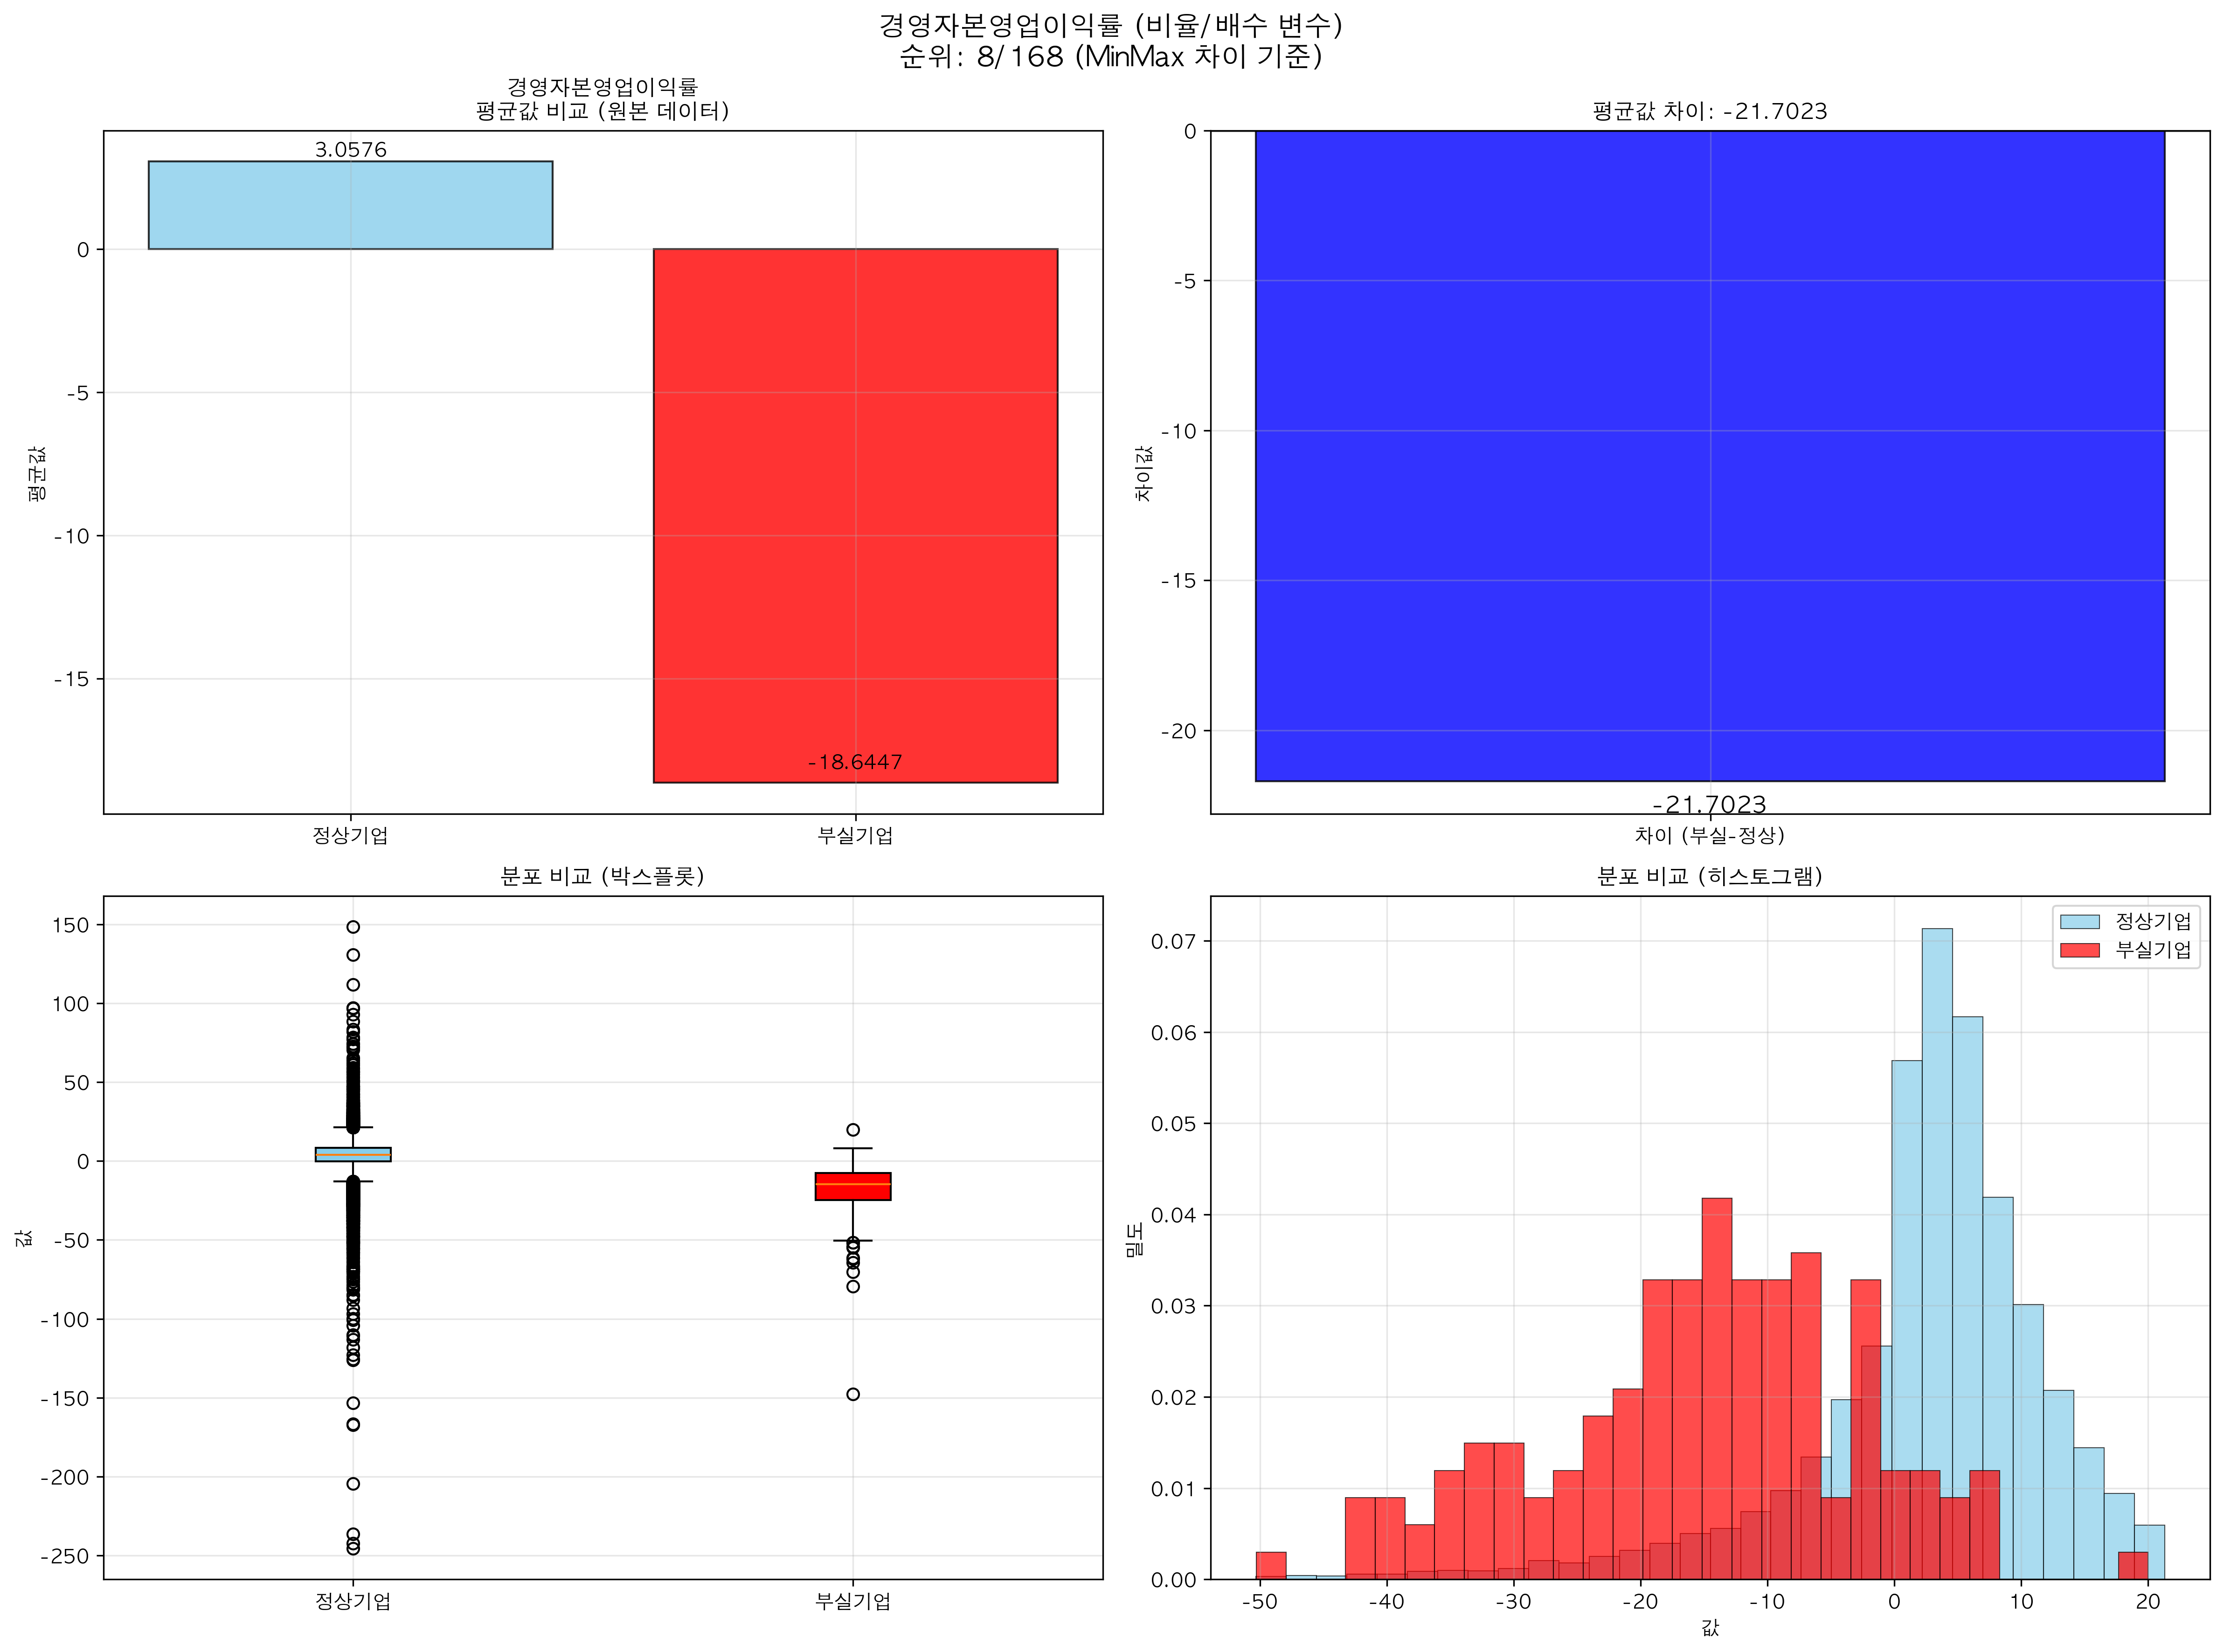 경영자본영업이익률 (비율/배수 변수)
순위: 8/168 (MinMax 차이 기준)
경영자본영업이익률
평균값 비교 (원본 데이터)
3.0576
-18.6447
0
-5
-10
-15
평균값
정상기업
부실기업
평균값 차이: -21.7023
0
-5
-10
-15
-20
차이값
-21.7023
차이 (부실-정상)
분포 비교 (박스플롯)
150
100
50
0
-50
-100
-150
-200
-250
값
정상기업
부실기업
분포 비교 (히스토그램)
정상기업
부실기업
0.07
0.06
0.05
0.04
0.03
0.02
0.01
0.00
밀도
-50
-40
-30
-20
-10
0
10
20
값